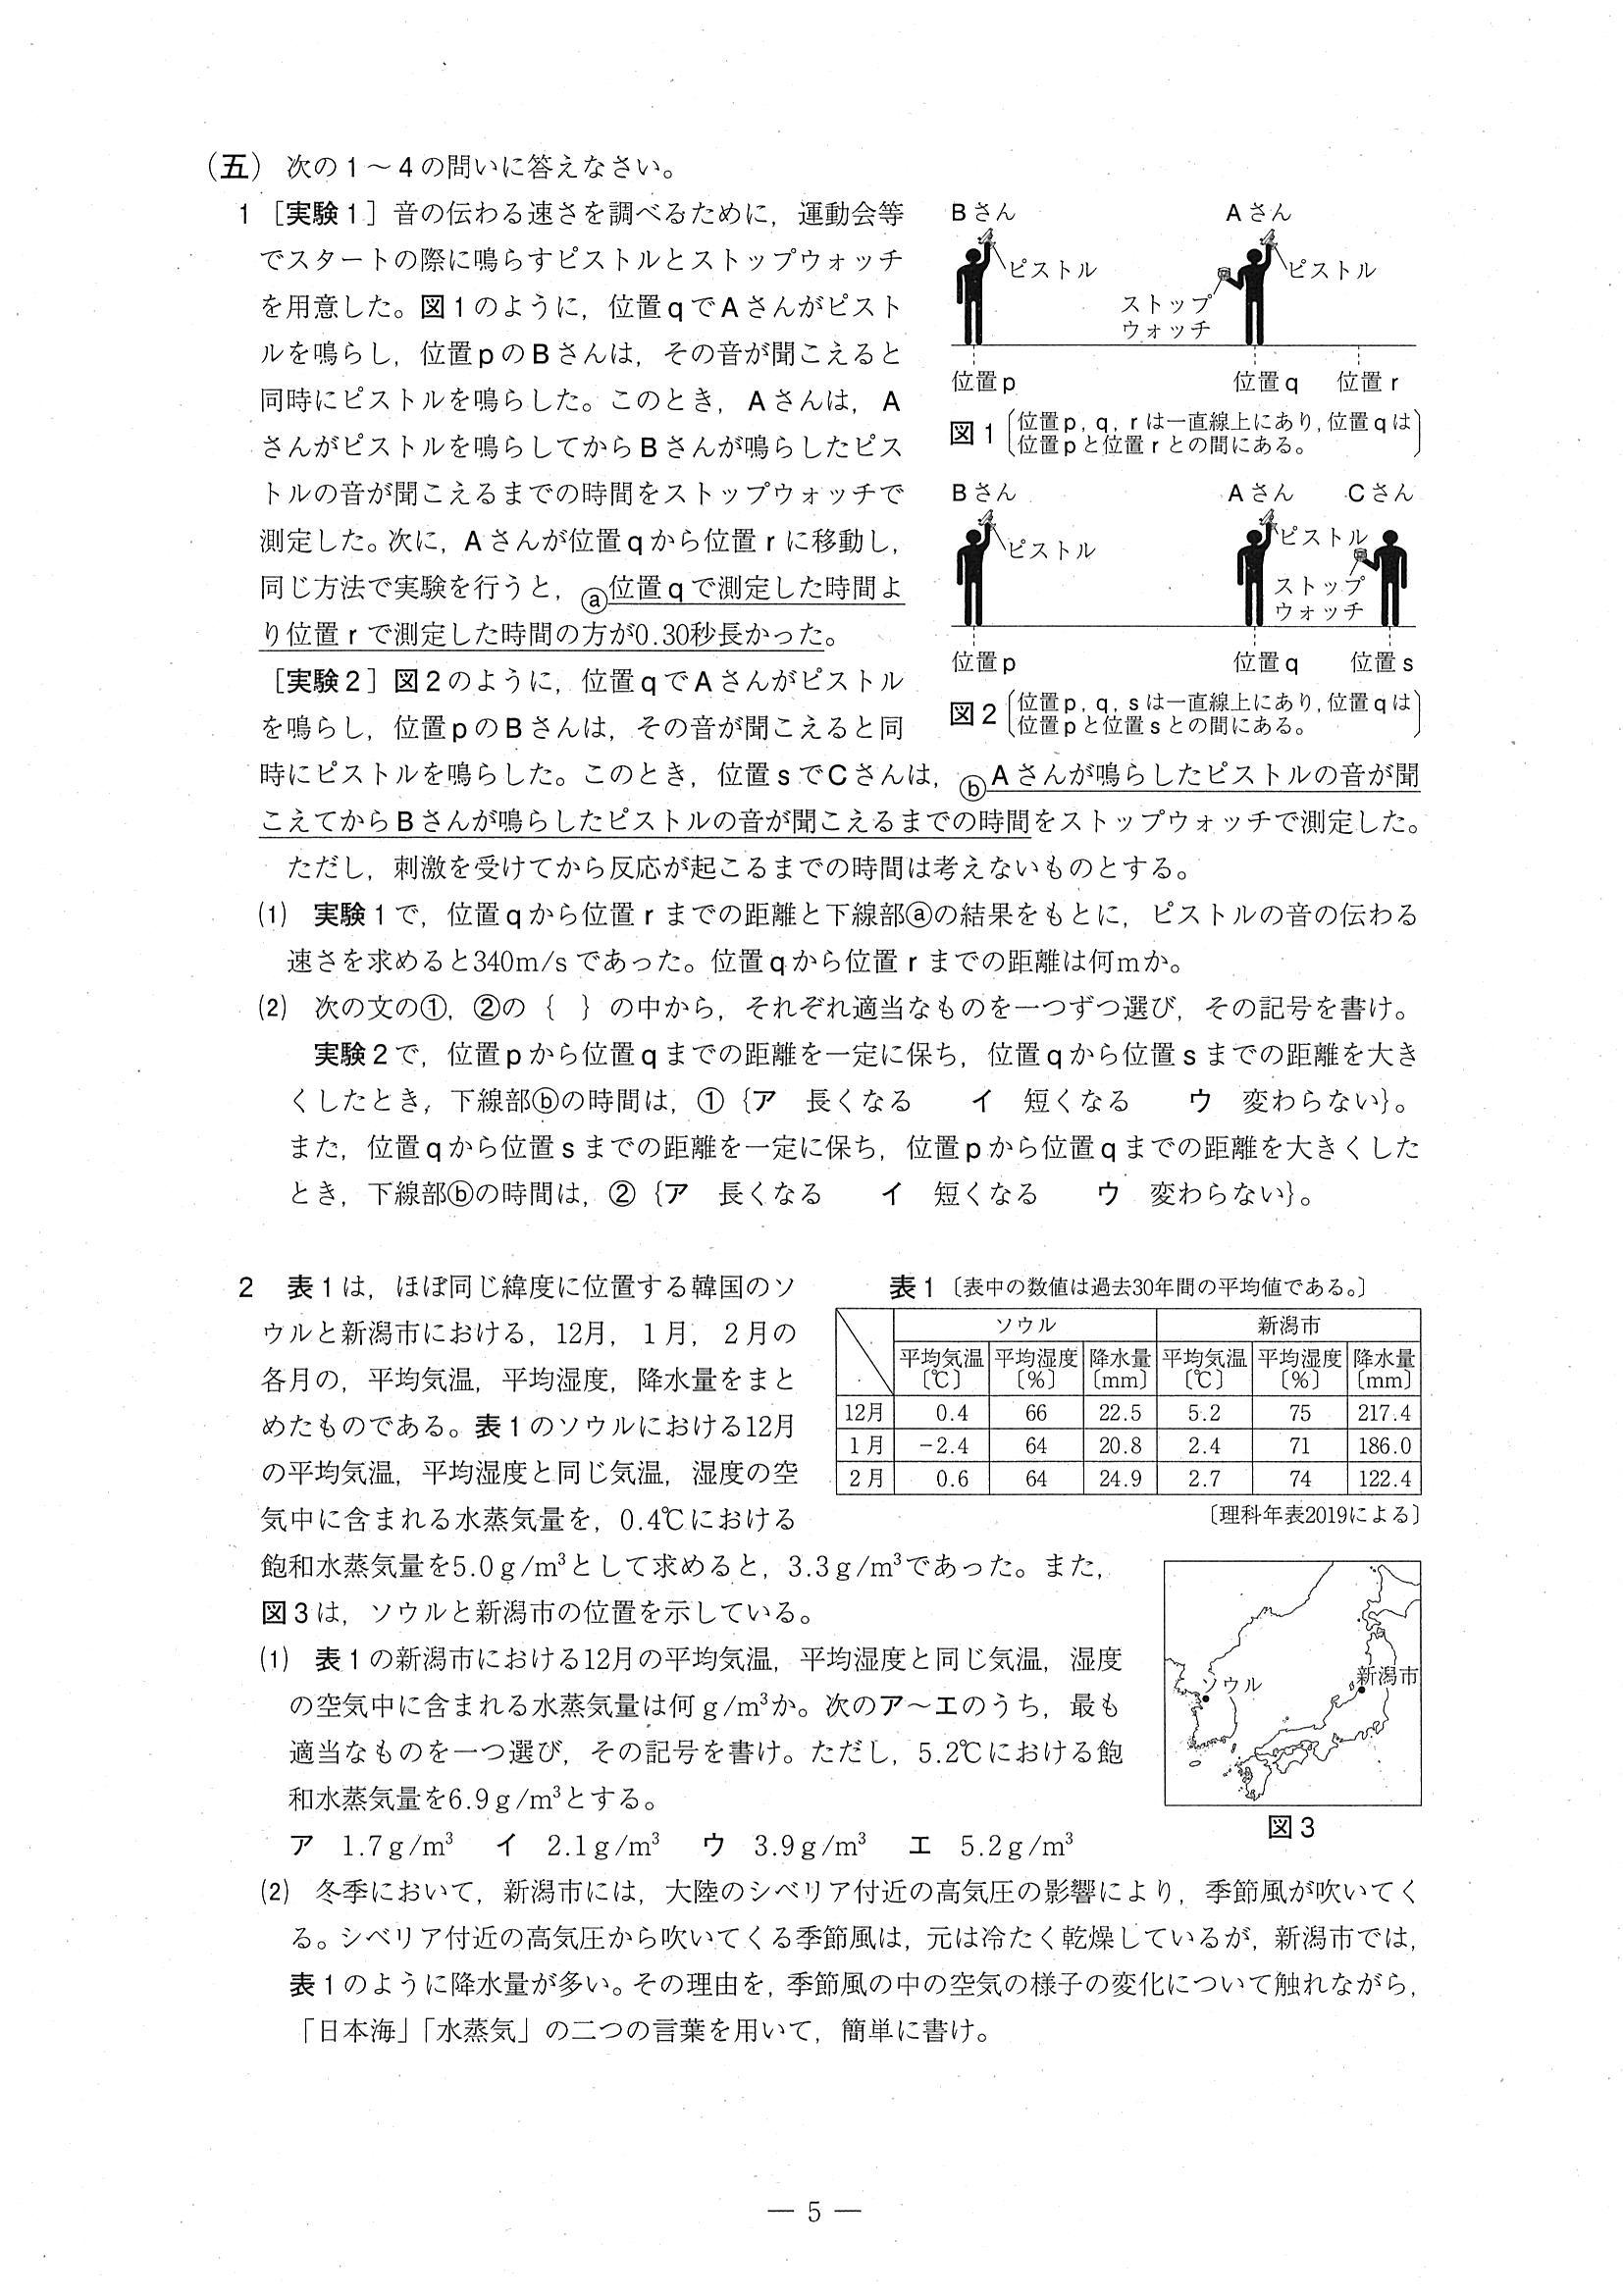 (五) 次の1~4の問いに答えなさい。
1 [実験1] 音の伝わる速さを調べるために，運動会等
でスタートの際に鳴らすピストルとストップウォッチ
を用意した。図1のように，位置qでAさんがピスト
ルを鳴らし，位置pのBさんは，その音が聞こえると
同時にピストルを鳴らした。このとき，Aさんは，A
さんがピストルを鳴らしてからBさんが鳴らしたピス
トルの音が聞こえるまでの時間をストップウォッチで
測定した。次に，Aさんが位置qから位置rに移動し，
同じ方法で実験を行うと，ⓐ位置qで測定した時間よ
り位置rで測定した時間の方が0.30秒長かった。
[実験2] 図2のように，位置qでAさんがピストル
を鳴らし，位置pのBさんは，その音が聞こえると同
時にピストルを鳴らした。このとき，位置sでCさんは，ⓑAさんが鳴らしたピストルの音が聞
こえてからBさんが鳴らしたピストルの音が聞こえるまでの時間をストップウォッチで測定した。
ただし，刺激を受けてから反応が起こるまでの時間は考えないものとする。
Bさん Aさん
ピストル ピストル
ストップ
ウォッチ
位置p 位置q 位置r
図1 〔位置p，q，rは一直線上にあり，位置qは
位置pと位置rとの間にある。〕
Bさん Aさん Cさん
ピストル ピストル
ストップ
ウォッチ
位置p 位置q 位置s
図2 〔位置p，q，sは一直線上にあり，位置qは
位置pと位置sとの間にある。〕
(1) 実験1で，位置qから位置rまでの距離と下線部ⓐの結果をもとに，ピストルの音の伝わる
速さを求めると340m/sであった。位置qから位置rまでの距離は何mか。
(2) 次の文の①，②の { } の中から，それぞれ適当なものを一つずつ選び，その記号を書け。
実験2で，位置pから位置qまでの距離を一定に保ち，位置qから位置sまでの距離を大き
くしたとき，下線部ⓑの時間は，① {ア 長くなる イ 短くなる ウ 変わらない}。
また，位置qから位置sまでの距離を一定に保ち，位置pから位置qまでの距離を大きくした
とき，下線部ⓑの時間は，② {ア 長くなる イ 短くなる ウ 変わらない}。
2 表1は，ほぼ同じ緯度に位置する韓国のソ
ウルと新潟市における，12月，1月，2月の
各月の，平均気温，平均湿度，降水量をまと
めたものである。表1のソウルにおける12月
の平均気温，平均湿度と同じ気温，湿度の空
気中に含まれる水蒸気量を，0.4℃における
飽和水蒸気量を5.0g/m³として求めると，3.3g/m³であった。また，
図3は，ソウルと新潟市の位置を示している。
表1 〔表中の数値は過去30年間の平均値である。〕
ソウル 新潟市
平均気温〔℃〕 平均湿度〔%〕 降水量〔mm〕 平均気温〔℃〕 平均湿度〔%〕 降水量〔mm〕
12月 0.4 66 22.5 5.2 75 217.4
1月 −2.4 64 20.8 2.4 71 186.0
2月 0.6 64 24.9 2.7 74 122.4
〔理科年表2019による〕
(1) 表1の新潟市における12月の平均気温，平均湿度と同じ気温，湿度
の空気中に含まれる水蒸気量は何g/m³か。次のア~エのうち，最も
適当なものを一つ選び，その記号を書け。ただし，5.2℃における飽
和水蒸気量を6.9g/m³とする。
ア 1.7g/m³ イ 2.1g/m³ ウ 3.9g/m³ エ 5.2g/m³
ソウル
新潟市
図3
(2) 冬季において，新潟市には，大陸のシベリア付近の高気圧の影響により，季節風が吹いてく
る。シベリア付近の高気圧から吹いてくる季節風は，元は冷たく乾燥しているが，新潟市では，
表1のように降水量が多い。その理由を，季節風の中の空気の様子の変化について触れながら，
「日本海」「水蒸気」の二つの言葉を用いて，簡単に書け。
— 5 —